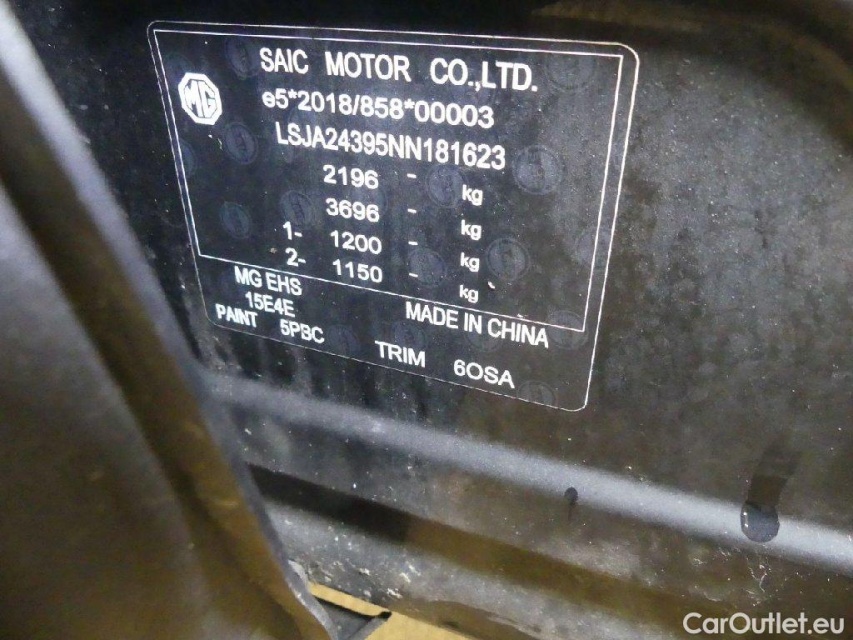 SAIC MOTOR CO.,LTD.
MG
e5*2018/858*00003
LSJA24395NN181623
2196 - kg
3696 - kg
1- 1200 - kg
2- 1150 - kg
MG EHS
15E4E
MADE IN CHINA
PAINT 5PBC
TRIM 60SA
CarOutlet.eu